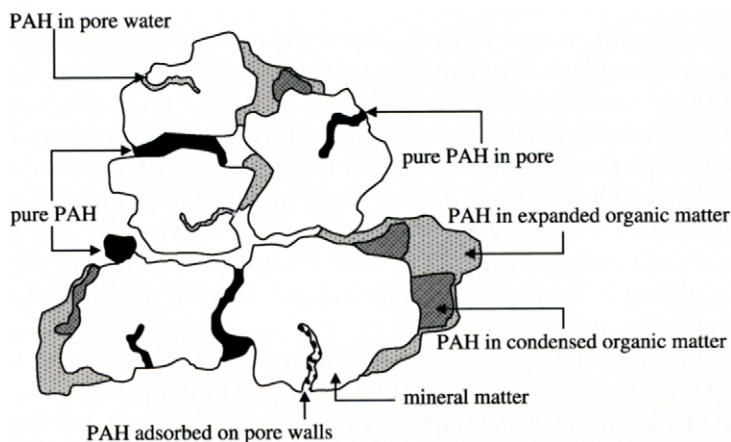 PAH in pore water
pure PAH in pore
pure PAH
PAH in expanded organic matter
PAH in condensed organic matter
mineral matter
PAH adsorbed on pore walls